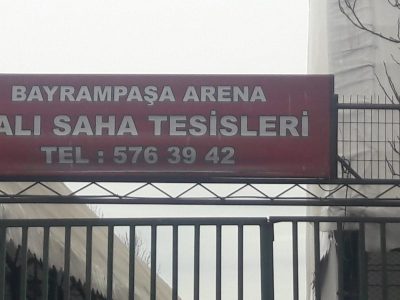 BAYRAMPAŞA ARENA
ALI SAHA TESİSLERİ
TEL : 576 39 42